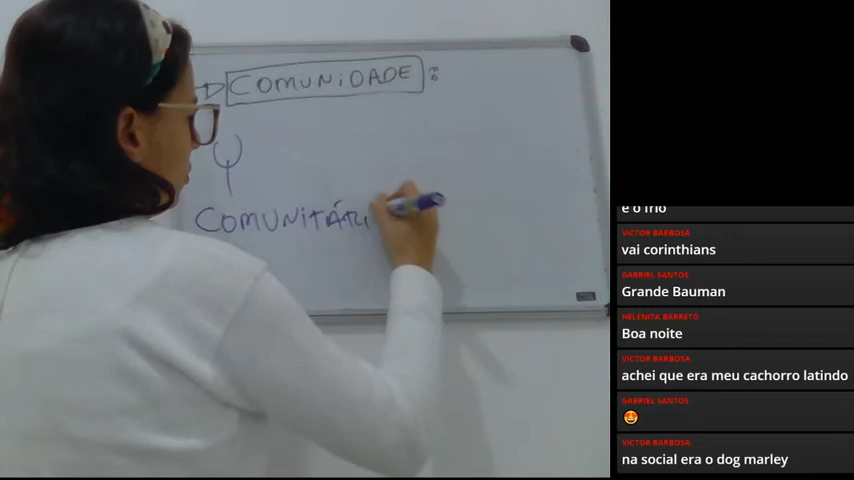 COMUNIDADE :
COMUNITÁRI
e o frio
VICTOR BARBOSA
vai corinthians
GABRIEL SANTOS
Grande Bauman
HELENITA BARRETO
Boa noite
VICTOR BARBOSA
achei que era meu cachorro latindo
GABRIEL SANTOS
😍
VICTOR BARBOSA
na social era o dog marley